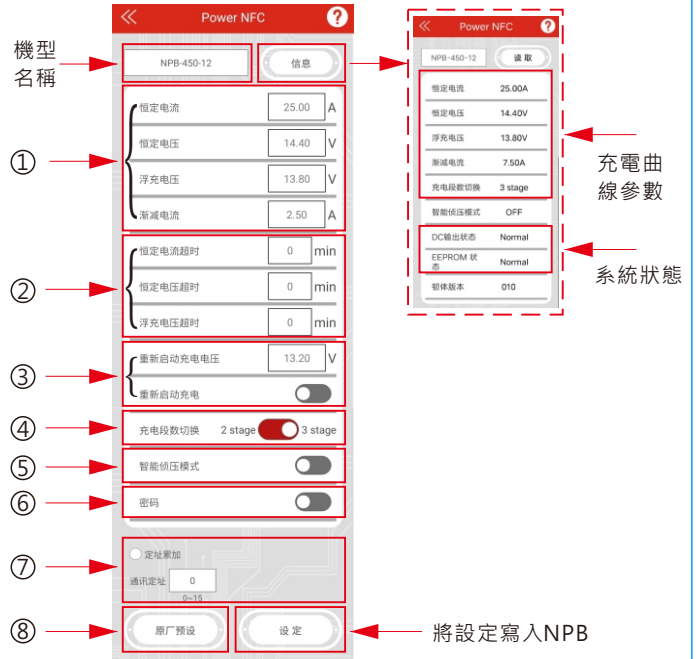 Power NFC
?
機型
名稱
NPB-450-12
信息
①
恒定电流 25.00 A
恒定电压 14.40 V
浮充电压 13.80 V
渐减电流 2.50 A
②
恒定电流超时 0 min
恒定电压超时 0 min
浮充电压超时 0 min
③
重新启动充电电压 13.20 V
重新启动充电
④
充电段数切换 2 stage 3 stage
⑤
智能侦压模式
⑥
密码
⑦
定址累加
通讯定址 0
0~15
⑧
原厂预设
设 定
將設定寫入NPB
Power NFC
?
NPB-450-12
读 取
恒定电流 25.00A
恒定电压 14.40V
浮充电压 13.80V
渐减电流 7.50A
充电段数切换 3 stage
智能侦压模式 OFF
DC输出状态 Normal
EEPROM 状
态 Normal
韧体版本 010
充電曲
線參數
系統狀態